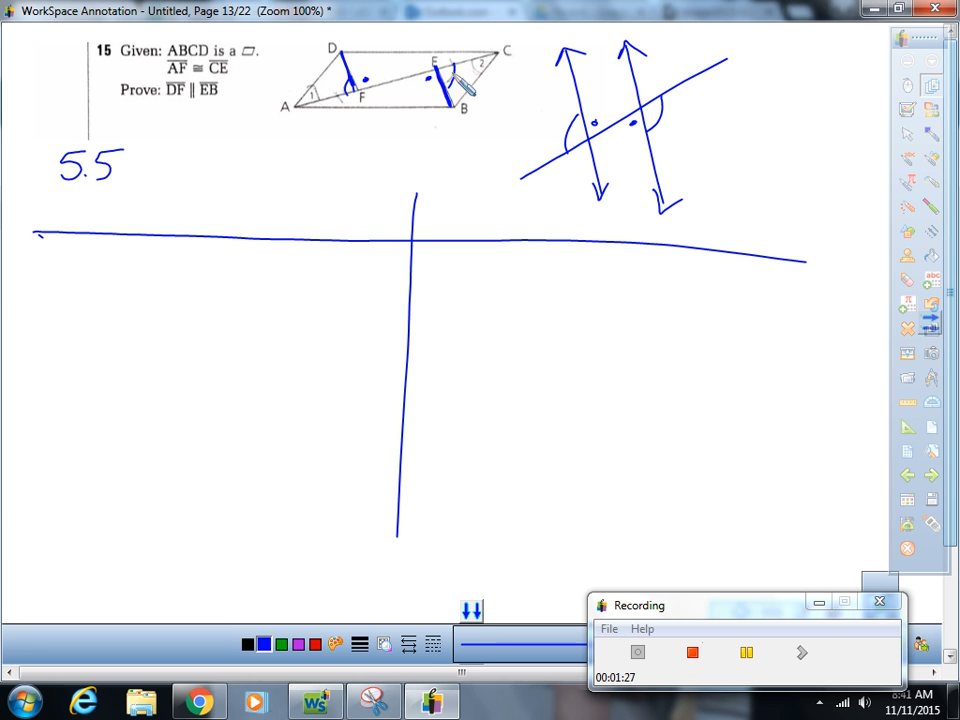 WorkSpace Annotation - Untitled, Page 13/22 (Zoom 100%) *
15 Given: ABCD is a ▱.
AF ≅ CE
Prove: DF ∥ EB
D
C
E
2
1
F
A
B
5.5
Recording
File Help
00:01:27
8:41 AM
11/11/2015